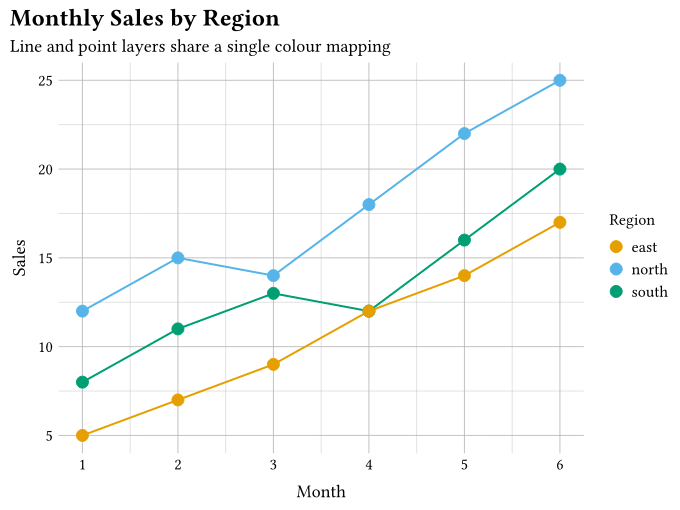 Monthly Sales by Region
Line and point layers share a single colour mapping
25
20
15
10
5
Sales
1 2 3 4 5 6
Month
Region
east
north
south